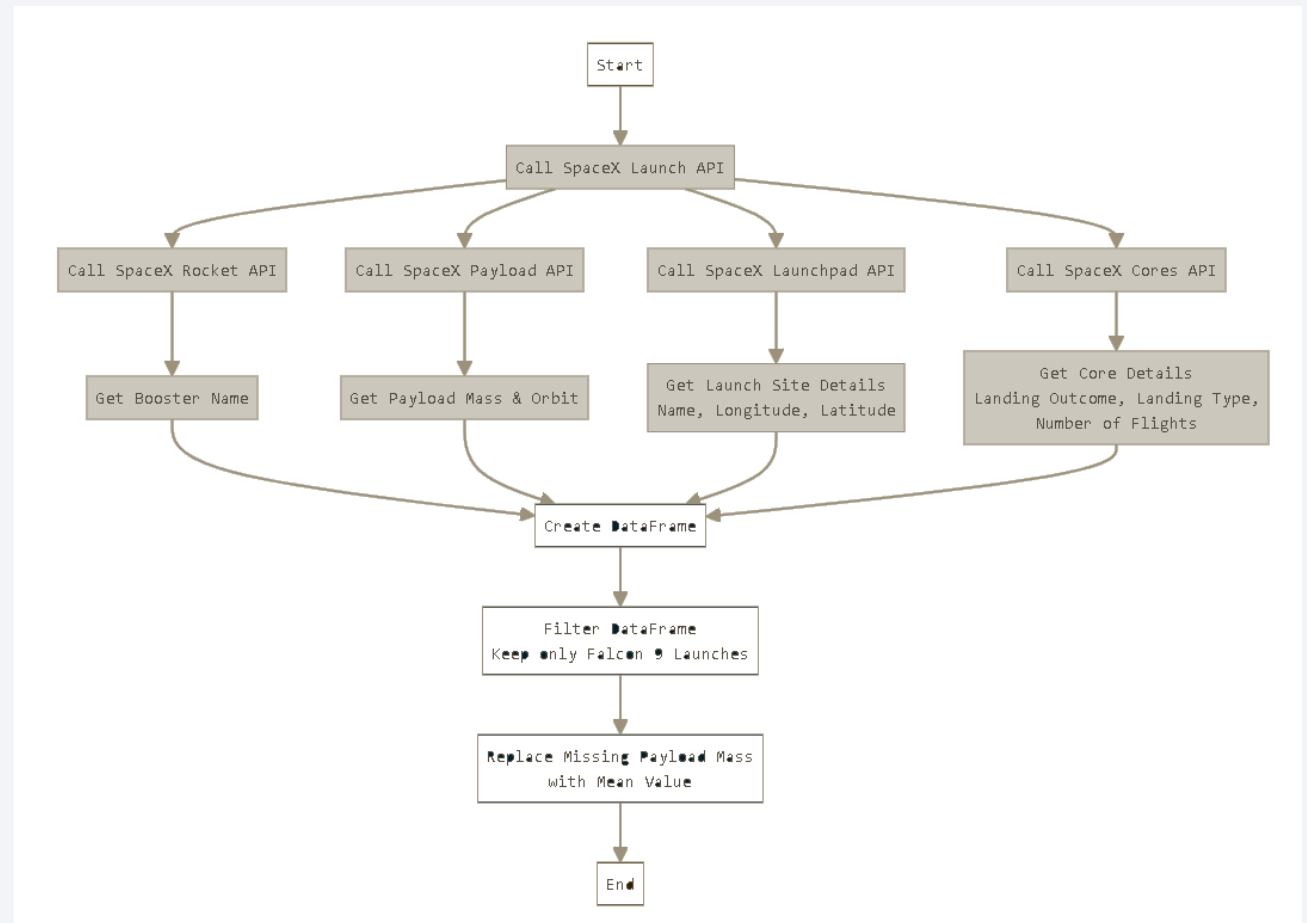 Start
Call SpaceX Launch API
Call SpaceX Rocket API
Call SpaceX Payload API
Call SpaceX Launchpad API
Call SpaceX Cores API
Get Booster Name
Get Payload Mass & Orbit
Get Launch Site Details
Name, Longitude, Latitude
Get Core Details
Landing Outcome, Landing Type,
Number of Flights
Create DataFrame
Filter DataFrame
Keep only Falcon 9 Launches
Replace Missing Payload Mass
with Mean Value
End